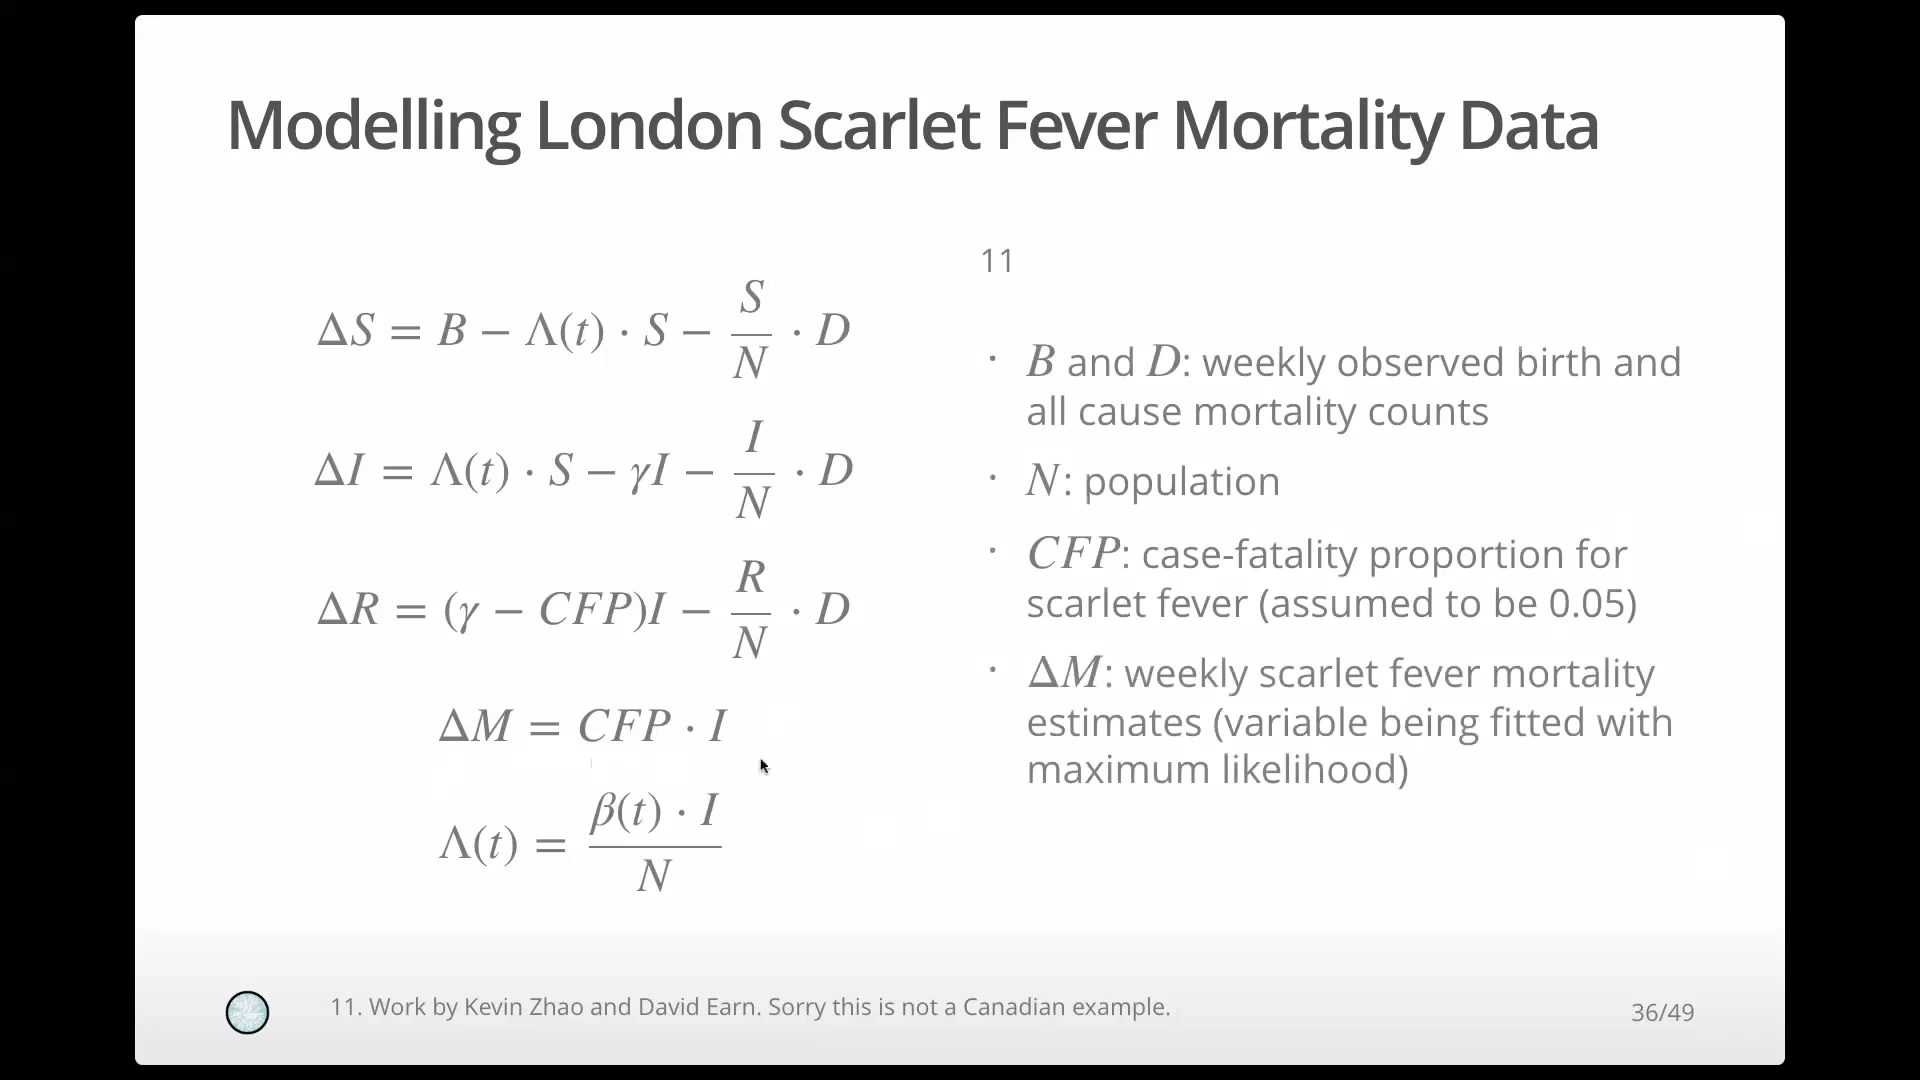 Modelling London Scarlet Fever Mortality Data
ΔS = B − Λ(t) · S − S/N · D
ΔI = Λ(t) · S − γI − I/N · D
ΔR = (γ − CFP)I − R/N · D
ΔM = CFP · I
Λ(t) = β(t) · I / N
11
· B and D: weekly observed birth and
all cause mortality counts
· N: population
· CFP: case-fatality proportion for
scarlet fever (assumed to be 0.05)
· ΔM: weekly scarlet fever mortality
estimates (variable being fitted with
maximum likelihood)
11. Work by Kevin Zhao and David Earn. Sorry this is not a Canadian example.
36/49